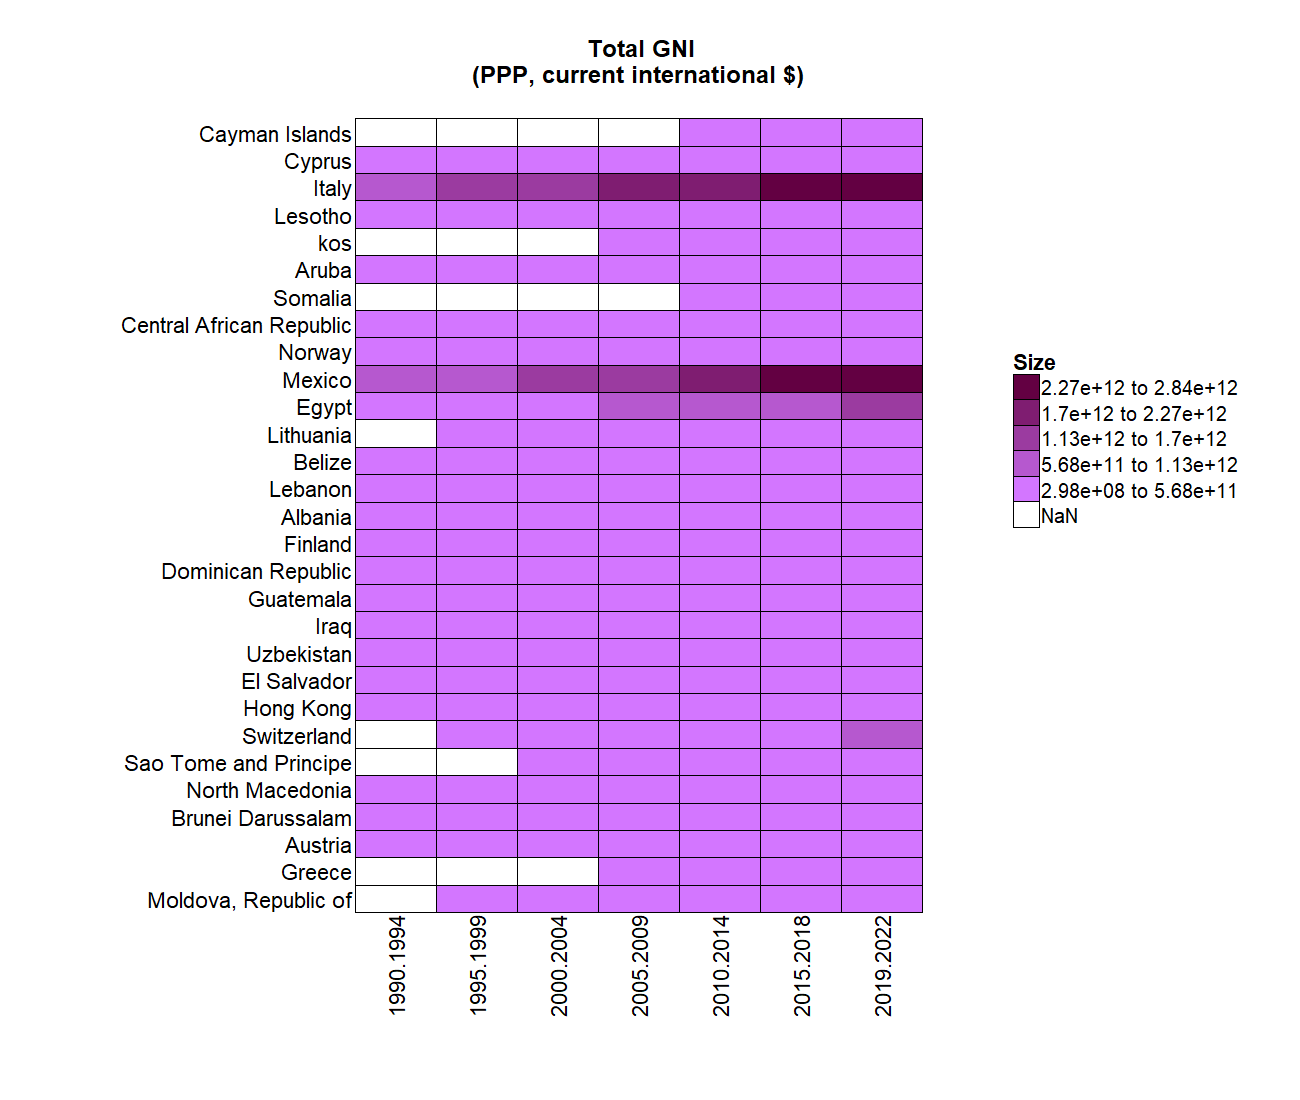 Total GNI
(PPP, current international $)
Cayman Islands
Cyprus
Italy
Lesotho
kos
Aruba
Somalia
Central African Republic
Norway
Mexico
Egypt
Lithuania
Belize
Lebanon
Albania
Finland
Dominican Republic
Guatemala
Iraq
Uzbekistan
El Salvador
Hong Kong
Switzerland
Sao Tome and Principe
North Macedonia
Brunei Darussalam
Austria
Greece
Moldova, Republic of
1990.1994
1995.1999
2000.2004
2005.2009
2010.2014
2015.2018
2019.2022
Size
2.27e+12 to 2.84e+12
1.7e+12 to 2.27e+12
1.13e+12 to 1.7e+12
5.68e+11 to 1.13e+12
2.98e+08 to 5.68e+11
NaN